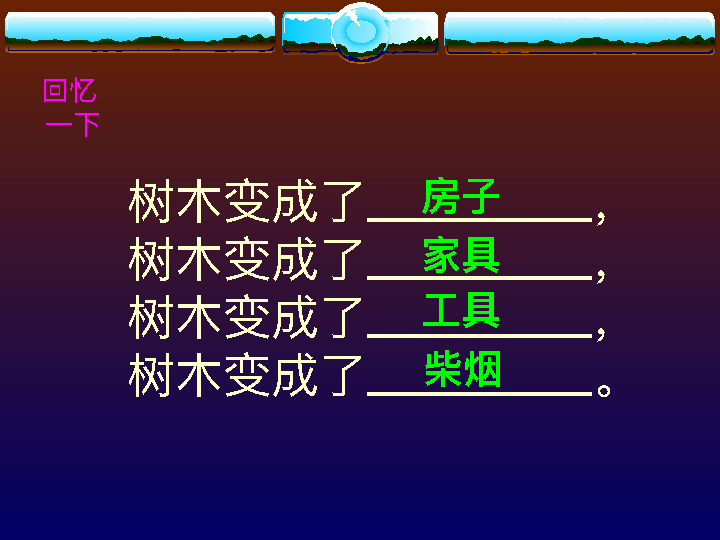 回忆
一下
树木变成了房子，
树木变成了家具，
树木变成了工具，
树木变成了柴烟。